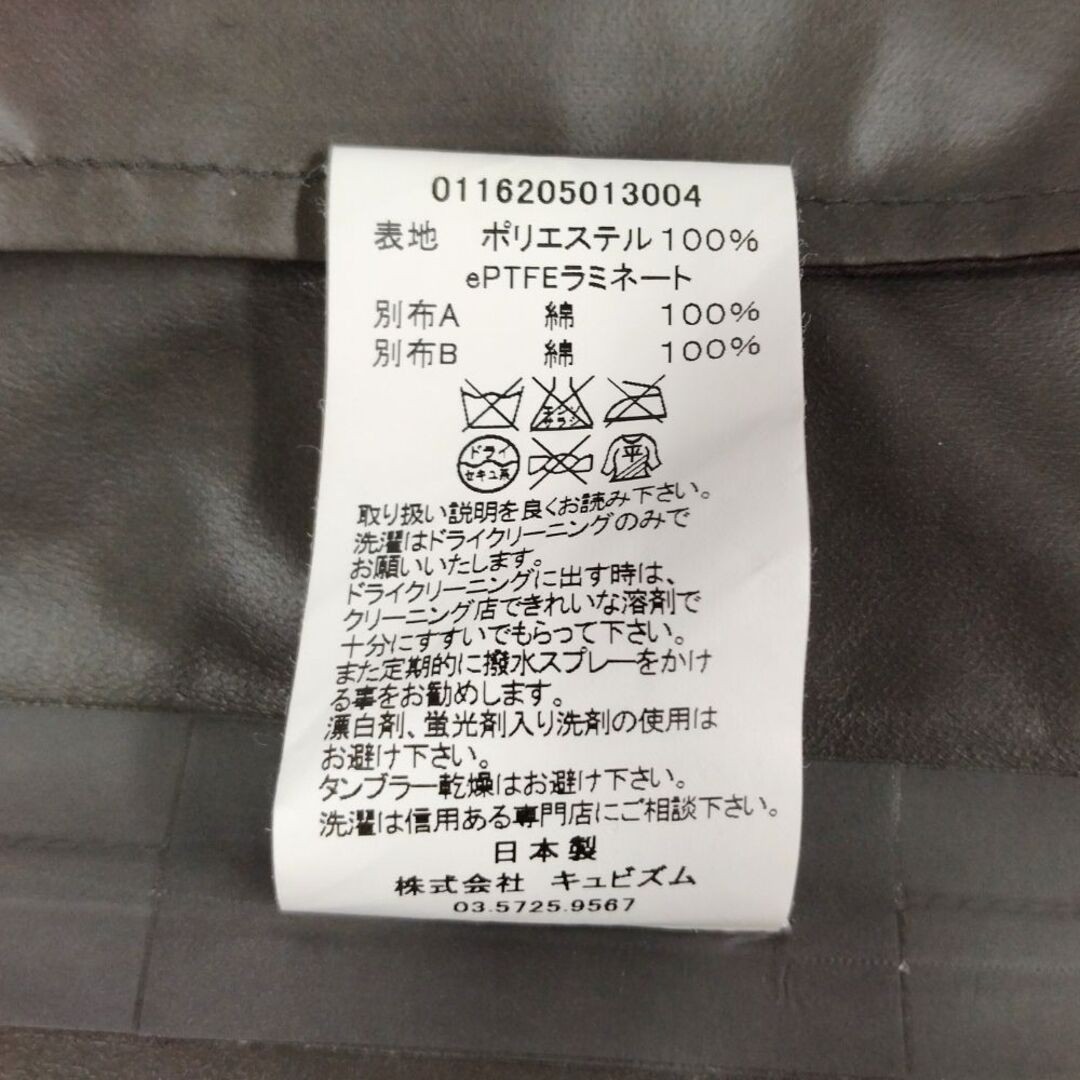 0116205013004
表地 ポリエステル100%
ePTFEラミネート
別布A 綿 100%
別布B 綿 100%
エンソサラシ
ドライ
セキユ系
平
取り扱い説明を良くお読み下さい。
洗濯はドライクリーニングのみで
お願いいたします。
ドライクリーニングに出す時は、
クリーニング店できれいな溶剤で
十分にすすいでもらって下さい。
また定期的に撥水スプレーをかけ
る事をお勧めします。
漂白剤、蛍光剤入り洗剤の使用は
お避け下さい。
タンブラー乾燥はお避け下さい。
洗濯は信用ある専門店にご相談下さい。
日本製
株式会社 キュビズム
03.5725.9567